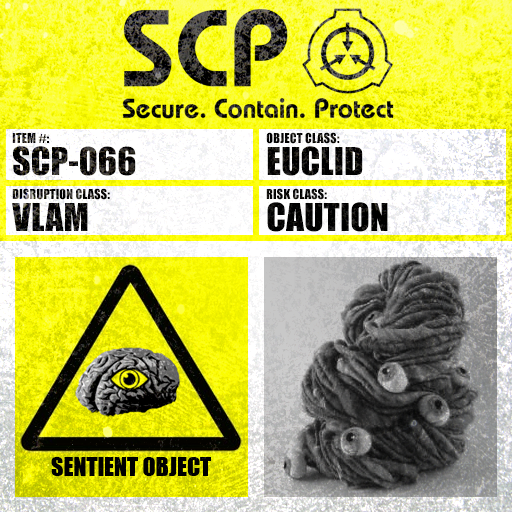 SCP
Secure. Contain. Protect
ITEM #:
SCP-066
OBJECT CLASS:
EUCLID
DISRUPTION CLASS:
VLAM
RISK CLASS:
CAUTION
SENTIENT OBJECT